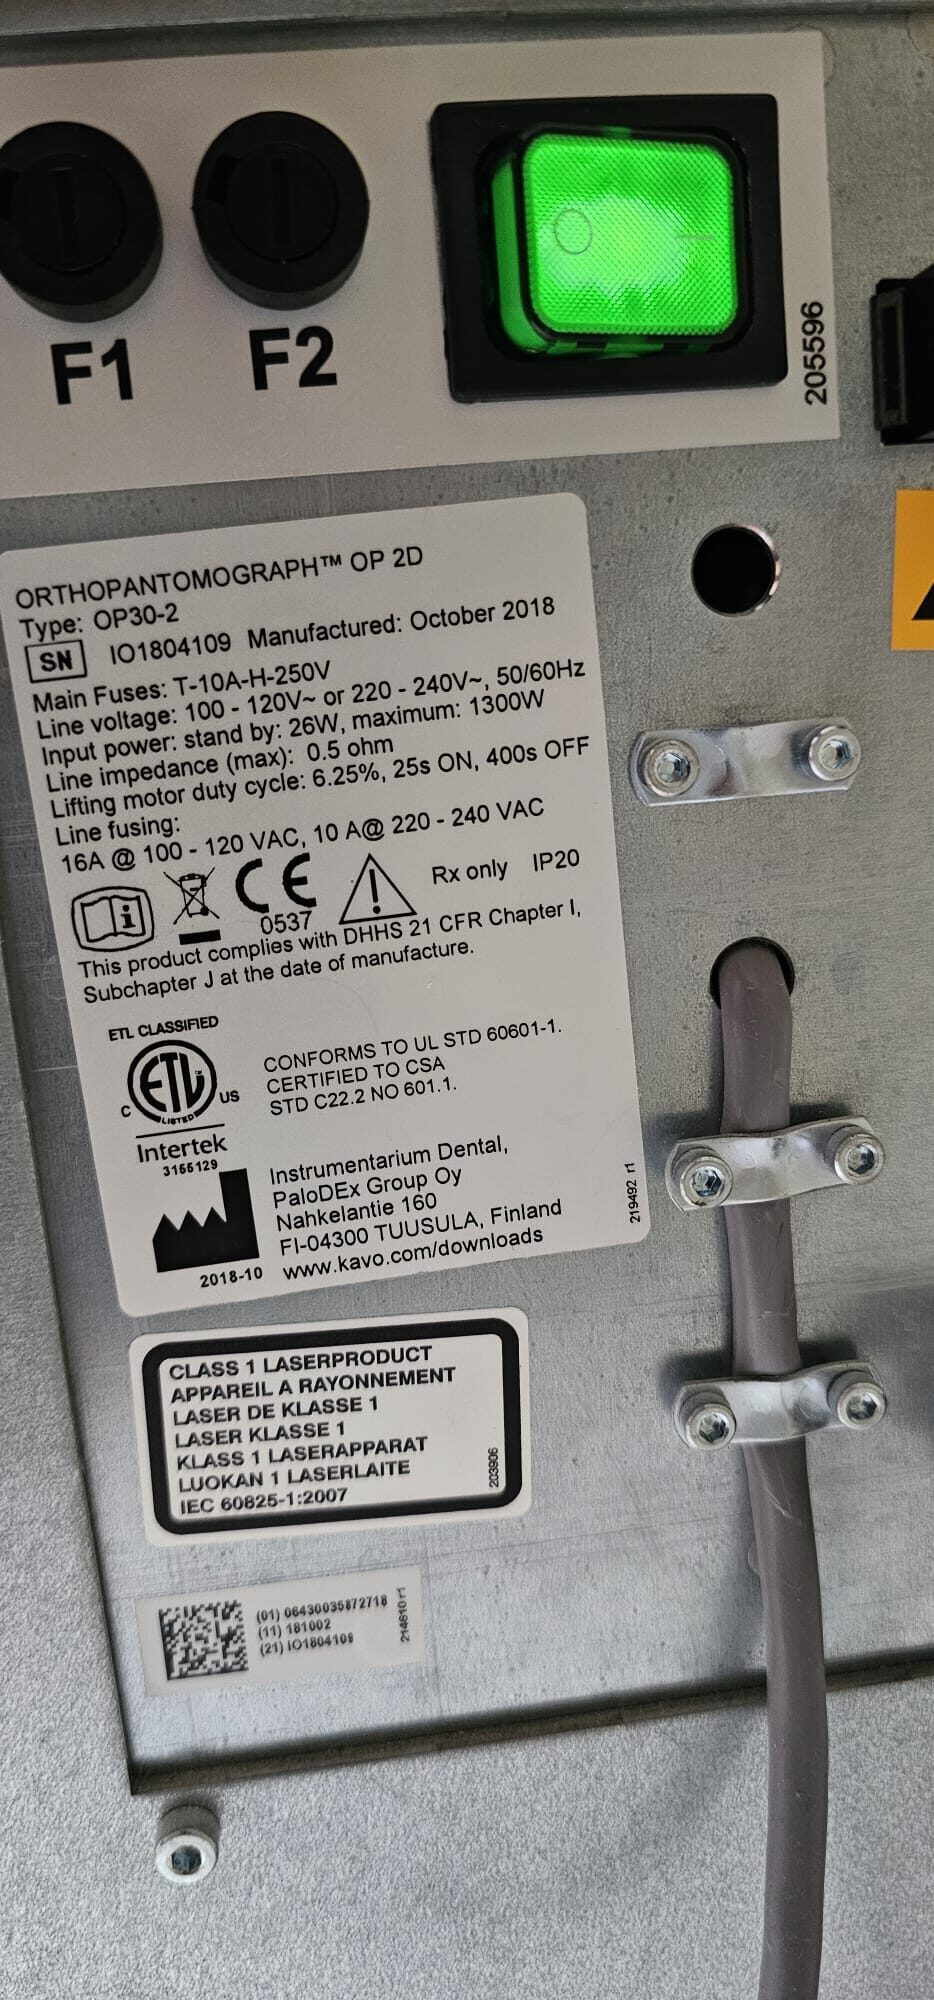 F1
F2
205596
ORTHOPANTOMOGRAPH™ OP 2D
Type: OP30-2
SN IO1804109 Manufactured: October 2018
Main Fuses: T-10A-H-250V
Line voltage: 100 - 120V~ or 220 - 240V~, 50/60Hz
Input power: stand by: 26W, maximum: 1300W
Line impedance (max): 0.5 ohm
Lifting motor duty cycle: 6.25%, 25s ON, 400s OFF
Line fusing:
16A @ 100 - 120 VAC, 10 A@ 220 - 240 VAC
CE Rx only IP20
0537
This product complies with DHHS 21 CFR Chapter I,
Subchapter J at the date of manufacture.
ETL CLASSIFIED
C ETL US
LISTED
Intertek
3155129
CONFORMS TO UL STD 60601-1.
CERTIFIED TO CSA
STD C22.2 NO 601.1.
Instrumentarium Dental,
PaloDEx Group Oy
Nahkelantie 160
FI-04300 TUUSULA, Finland
www.kavo.com/downloads
2018-10
219492 r1
CLASS 1 LASERPRODUCT
APPAREIL A RAYONNEMENT
LASER DE KLASSE 1
LASER KLASSE 1
KLASS 1 LASERAPPARAT
LUOKAN 1 LASERLAITE
IEC 60825-1:2007
203906
(01) 06430035872718
(11) 181002
(21) IO1804109
214610 r1